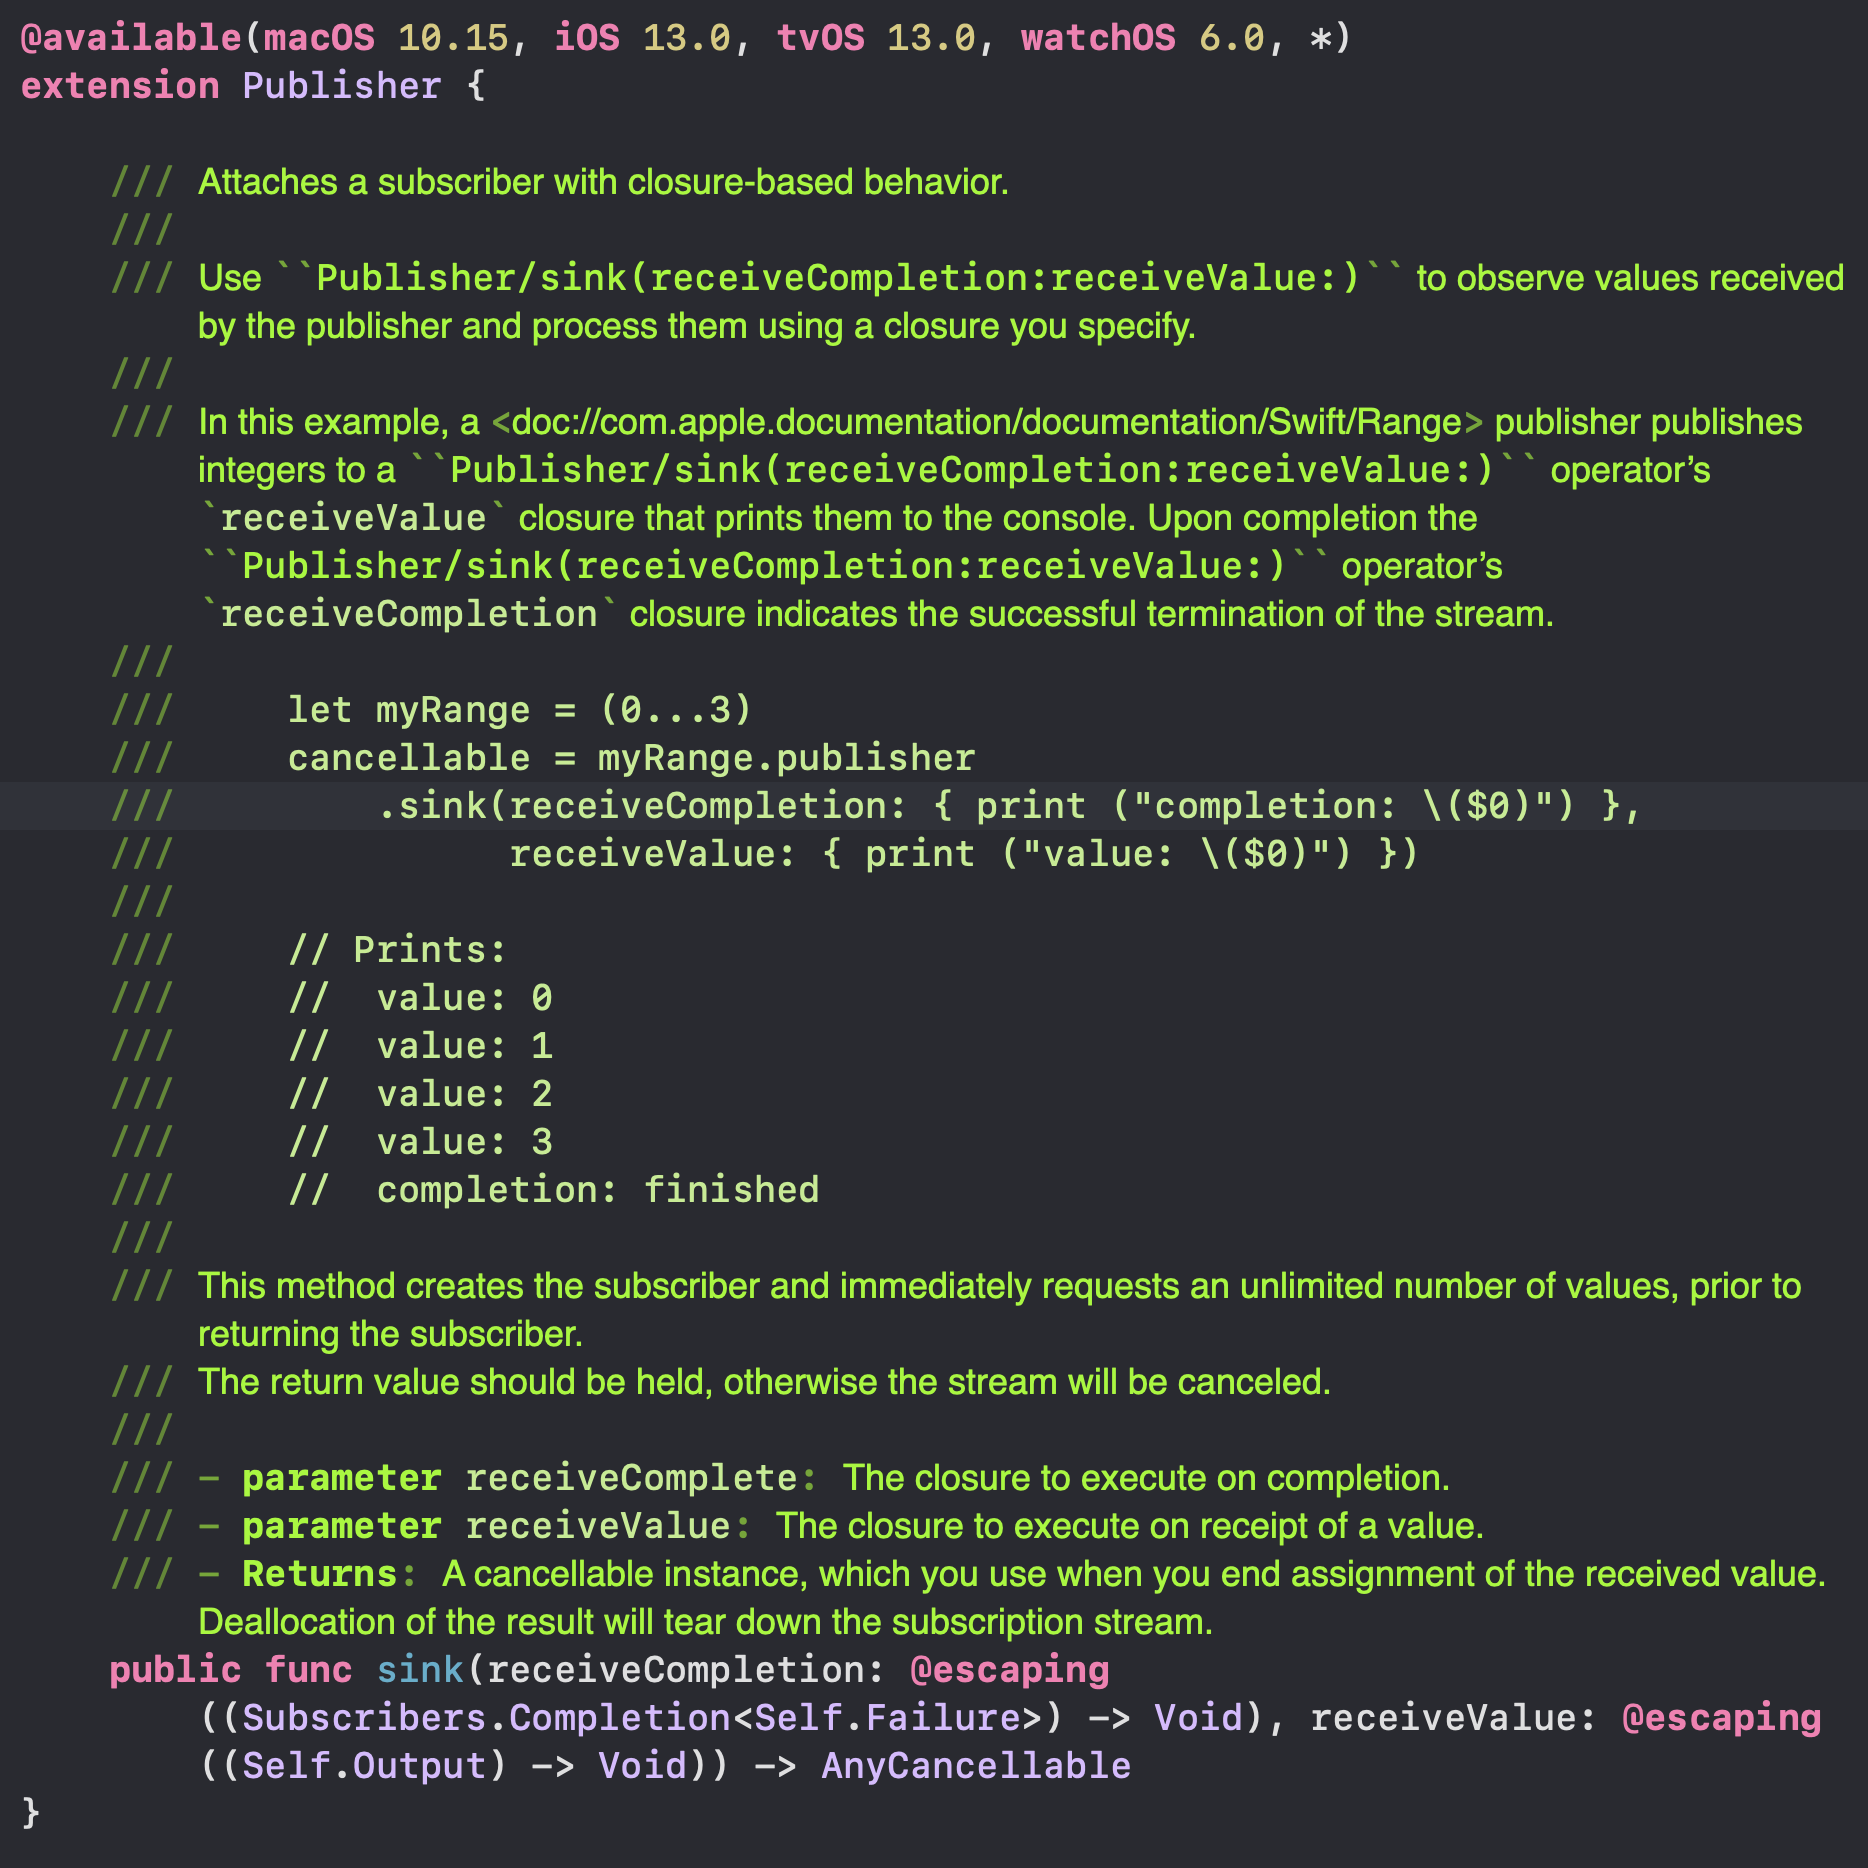 @available(macOS 10.15, iOS 13.0, tvOS 13.0, watchOS 6.0, *)
extension Publisher {
/// Attaches a subscriber with closure-based behavior.
///
/// Use ``Publisher/sink(receiveCompletion:receiveValue:)`` to observe values received
by the publisher and process them using a closure you specify.
///
/// In this example, a <doc://com.apple.documentation/documentation/Swift/Range> publisher publishes
integers to a ``Publisher/sink(receiveCompletion:receiveValue:)`` operator’s
`receiveValue` closure that prints them to the console. Upon completion the
``Publisher/sink(receiveCompletion:receiveValue:)`` operator’s
`receiveCompletion` closure indicates the successful termination of the stream.
///
///     let myRange = (0...3)
///     cancellable = myRange.publisher
///         .sink(receiveCompletion: { print ("completion: \($0)") },
///               receiveValue: { print ("value: \($0)") })
///
///     // Prints:
///     //  value: 0
///     //  value: 1
///     //  value: 2
///     //  value: 3
///     //  completion: finished
///
/// This method creates the subscriber and immediately requests an unlimited number of values, prior to
returning the subscriber.
/// The return value should be held, otherwise the stream will be canceled.
///
/// - parameter receiveComplete: The closure to execute on completion.
/// - parameter receiveValue: The closure to execute on receipt of a value.
/// - Returns: A cancellable instance, which you use when you end assignment of the received value.
Deallocation of the result will tear down the subscription stream.
public func sink(receiveCompletion: @escaping
((Subscribers.Completion<Self.Failure>) -> Void), receiveValue: @escaping
((Self.Output) -> Void)) -> AnyCancellable
}